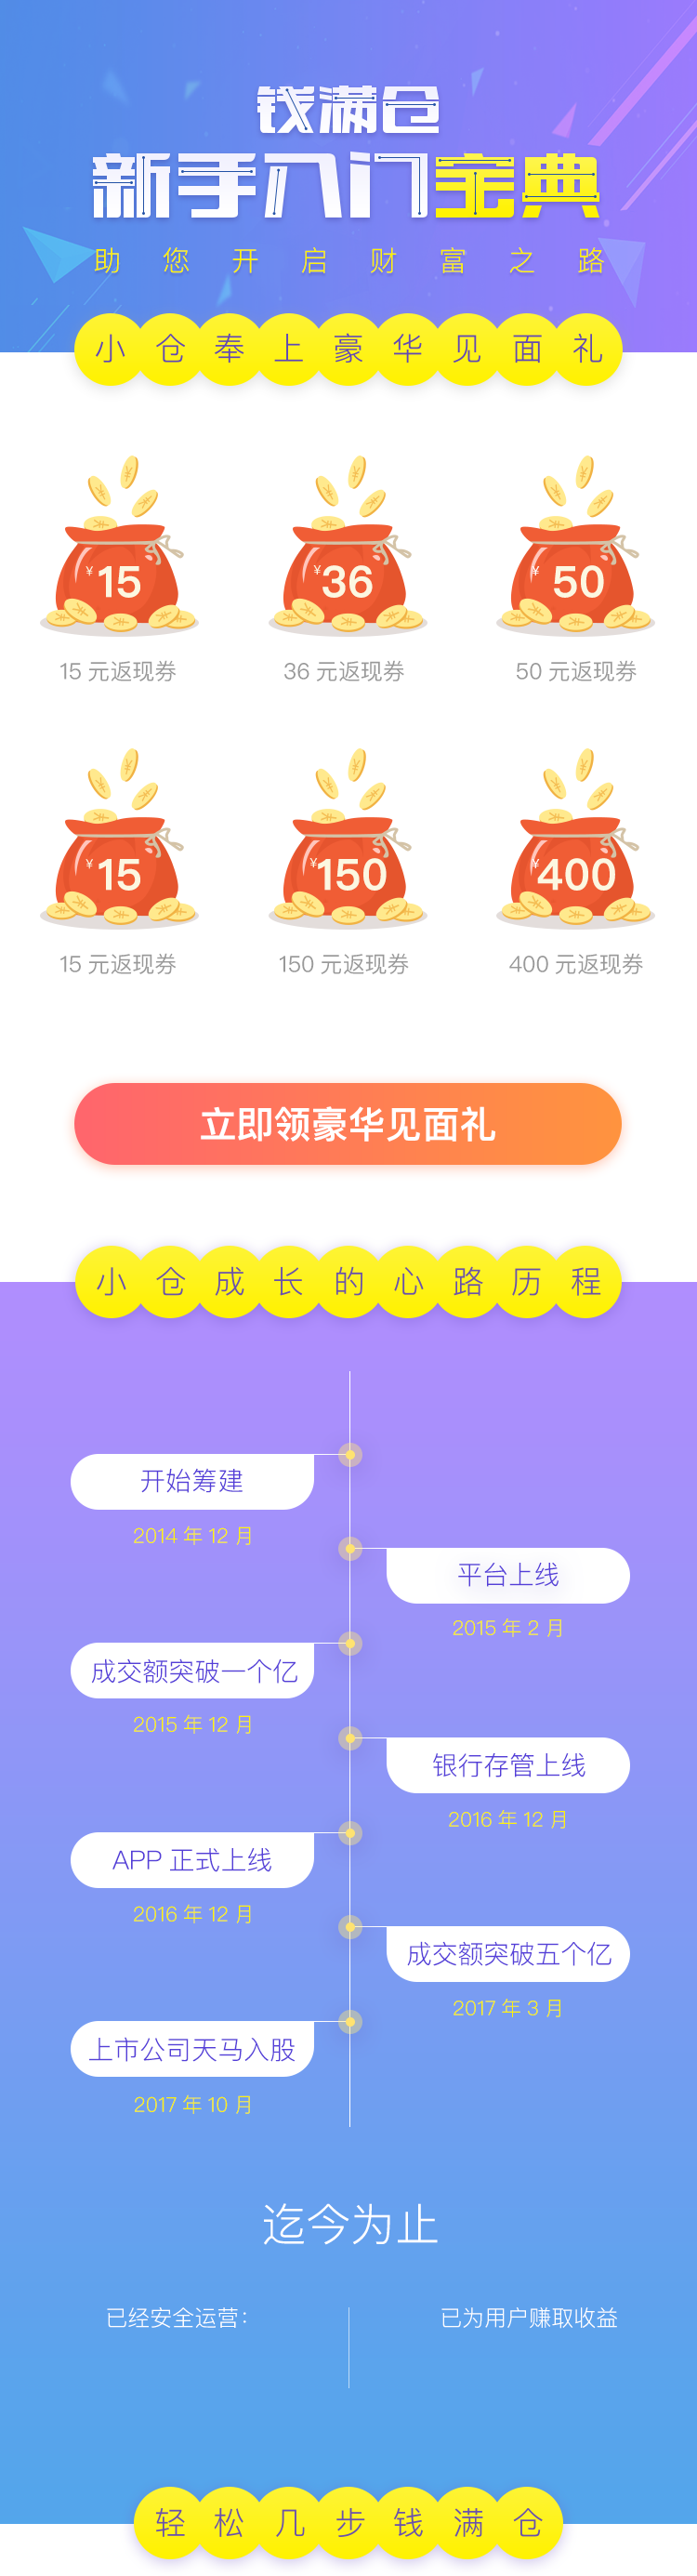 钱满仓
新手入门宝典
助您开启财富之路
小仓奉上豪华见面礼
¥15 ¥36 ¥50
15 元返现券 36 元返现券 50 元返现券
¥15 ¥150 ¥400
15 元返现券 150 元返现券 400 元返现券
立即领豪华见面礼
小仓成长的心路历程
开始筹建
2014 年 12 月
平台上线
2015 年 2 月
成交额突破一个亿
2015 年 12 月
银行存管上线
2016 年 12 月
APP 正式上线
2016 年 12 月
成交额突破五个亿
2017 年 3 月
上市公司天马入股
2017 年 10 月
迄今为止
已经安全运营： 已为用户赚取收益
轻松几步钱满仓